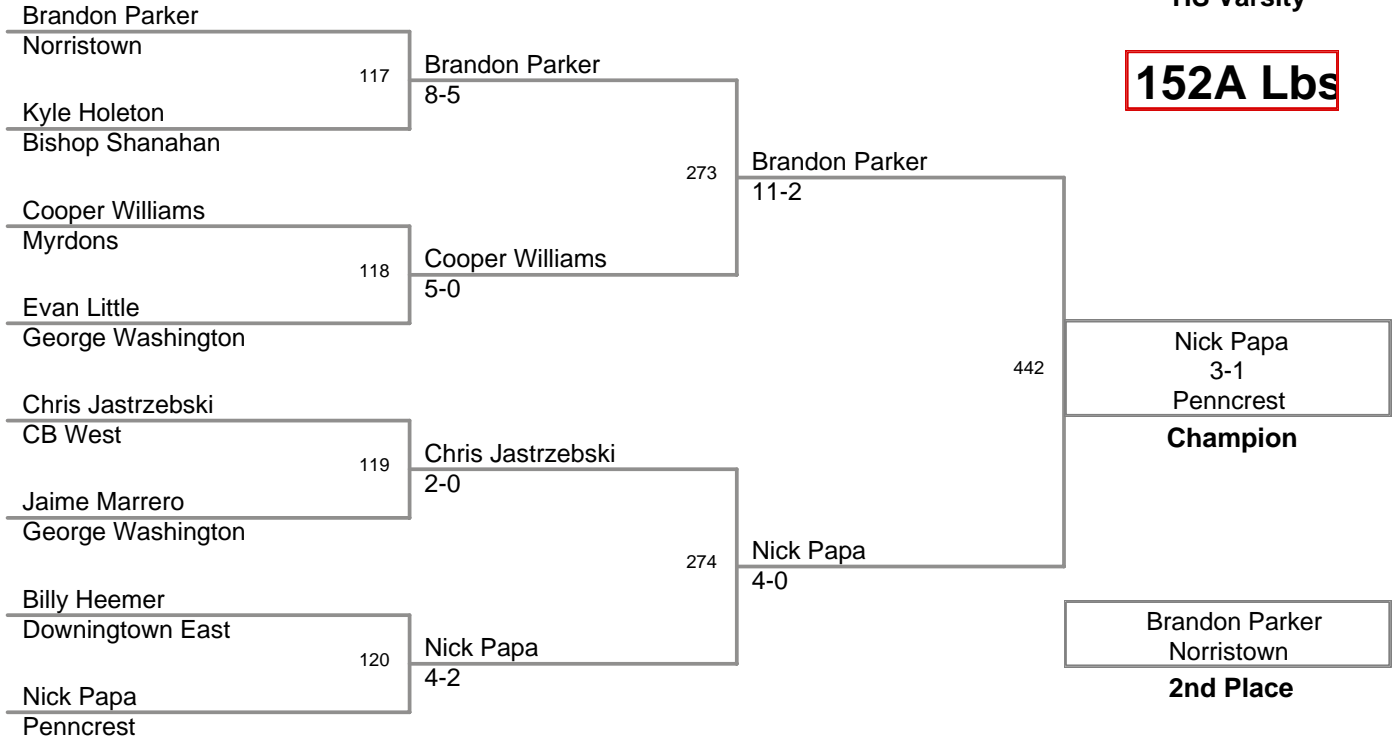 HS Varsity
152A Lbs
Brandon Parker
Norristown
117
Kyle Holeton
Bishop Shanahan
Brandon Parker
8-5
Cooper Williams
Myrdons
118
Evan Little
George Washington
Cooper Williams
5-0
273
Brandon Parker
11-2
Chris Jastrzebski
CB West
119
Jaime Marrero
George Washington
Chris Jastrzebski
2-0
Billy Heemer
Downingtown East
120
Nick Papa
Penncrest
Nick Papa
4-2
274
Nick Papa
4-0
442
Nick Papa
3-1
Penncrest
Champion
Brandon Parker
Norristown
2nd Place